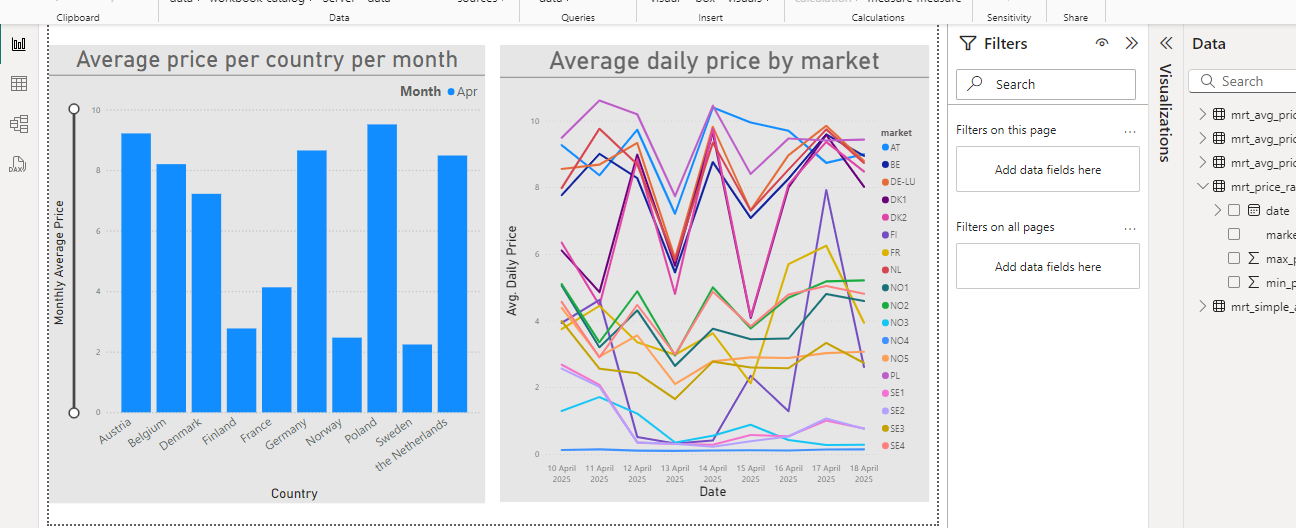 Clipboard
Data
Queries
Insert
Calculations
Sensitivity
Share
Average price per country per month
Month Apr
Monthly Average Price
10
8
6
4
2
0
Austria
Belgium
Denmark
Finland
France
Germany
Norway
Poland
Sweden
the Netherlands
Country
Average daily price by market
Avg. Daily Price
10
8
6
4
2
0
10 April 2025
11 April 2025
12 April 2025
13 April 2025
14 April 2025
15 April 2025
16 April 2025
17 April 2025
18 April 2025
Date
market
AT
BE
DE-LU
DK1
DK2
FI
FR
NL
NO1
NO2
NO3
NO4
NO5
PL
SE1
SE2
SE3
SE4
Filters
Search
Filters on this page
...
Add data fields here
Filters on all pages
...
Add data fields here
Visualizations
Data
Search
mrt_avg_pric
mrt_avg_pric
mrt_avg_pric
mrt_price_ra
date
marke
max_p
min_p
mrt_simple_a
DAX